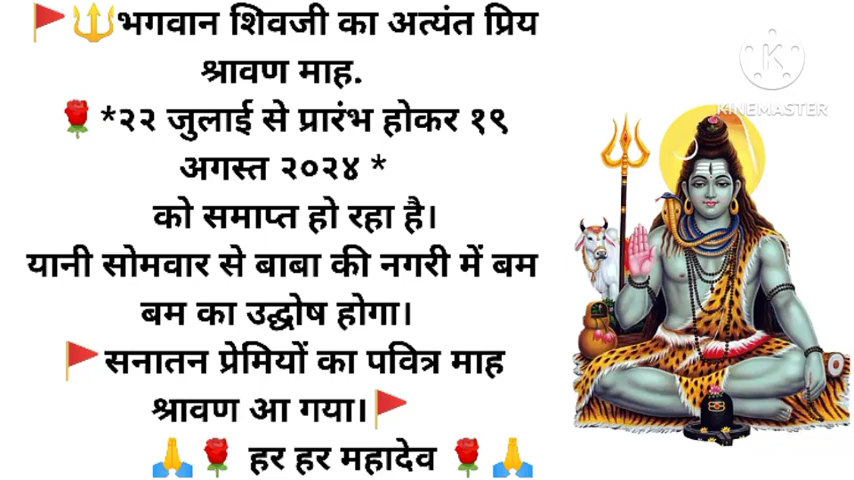 🚩🔱भगवान शिवजी का अत्यंत प्रिय
श्रावण माह.
🌹*२२ जुलाई से प्रारंभ होकर १९
अगस्त २०२४ *
को समाप्त हो रहा है।
यानी सोमवार से बाबा की नगरी में बम
बम का उद्घोष होगा।
🚩सनातन प्रेमियों का पवित्र माह
श्रावण आ गया।🚩
🙏🌹 हर हर महादेव 🌹🙏
K
KINEMASTER